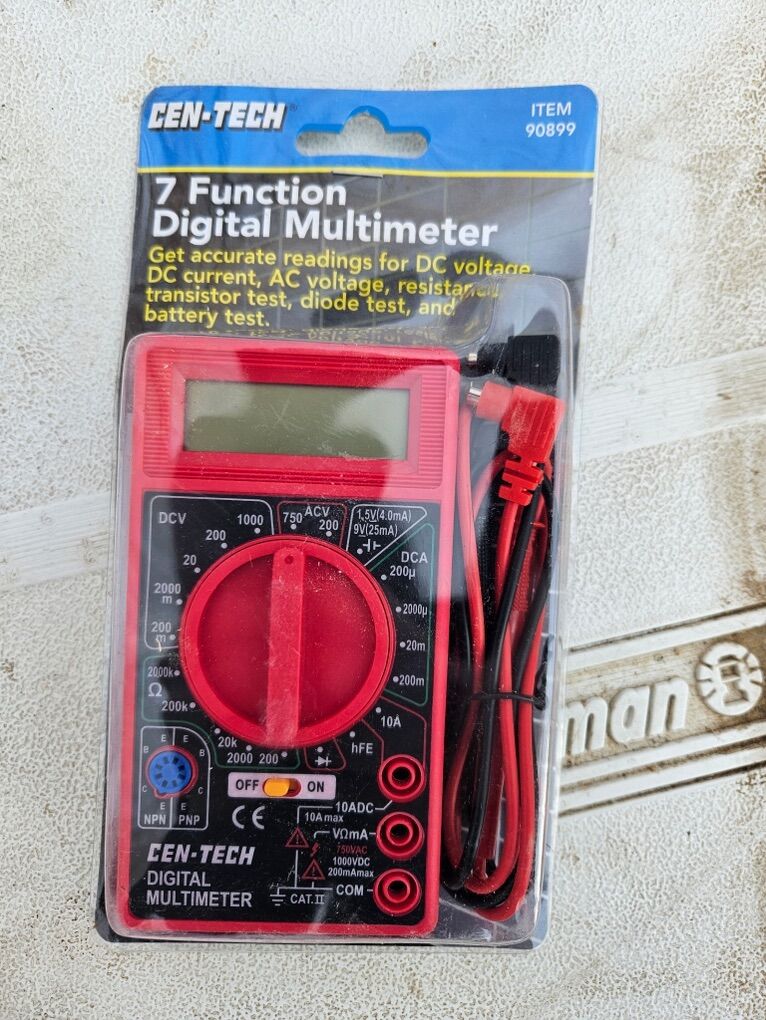 CEN-TECH®
ITEM
90899
7 Function
Digital Multimeter
Get accurate readings for DC voltage,
DC current, AC voltage, resistance,
transistor test, diode test, and
battery test.
DCV
1000
200
20
2000
m
200
m
ACV
750
200
1.5V(4.0mA)
9V(25mA)
DCA
200µ
2000µ
20m
200m
10A
hFE
2000k
Ω
200k
20k
2000
200
E
E
B
B
C
C
E
E
NPN
PNP
OFF
ON
CE
10ADC
10A max
VΩmA
750VAC
1000VDC
200mAmax
COM
CAT.II
CEN-TECH
DIGITAL
MULTIMETER
man